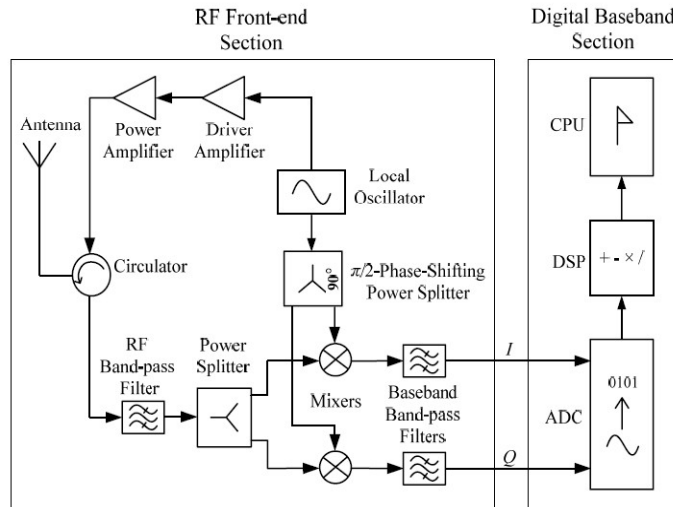 RF Front-end
Section
Digital Baseband
Section
Antenna
Power
Amplifier
Driver
Amplifier
Local
Oscillator
CPU
Circulator
90°
π/2-Phase-Shifting
Power Splitter
DSP
+ - × /
RF
Band-pass
Filter
Power
Splitter
Mixers
Baseband
Band-pass
Filters
I
Q
ADC
0101